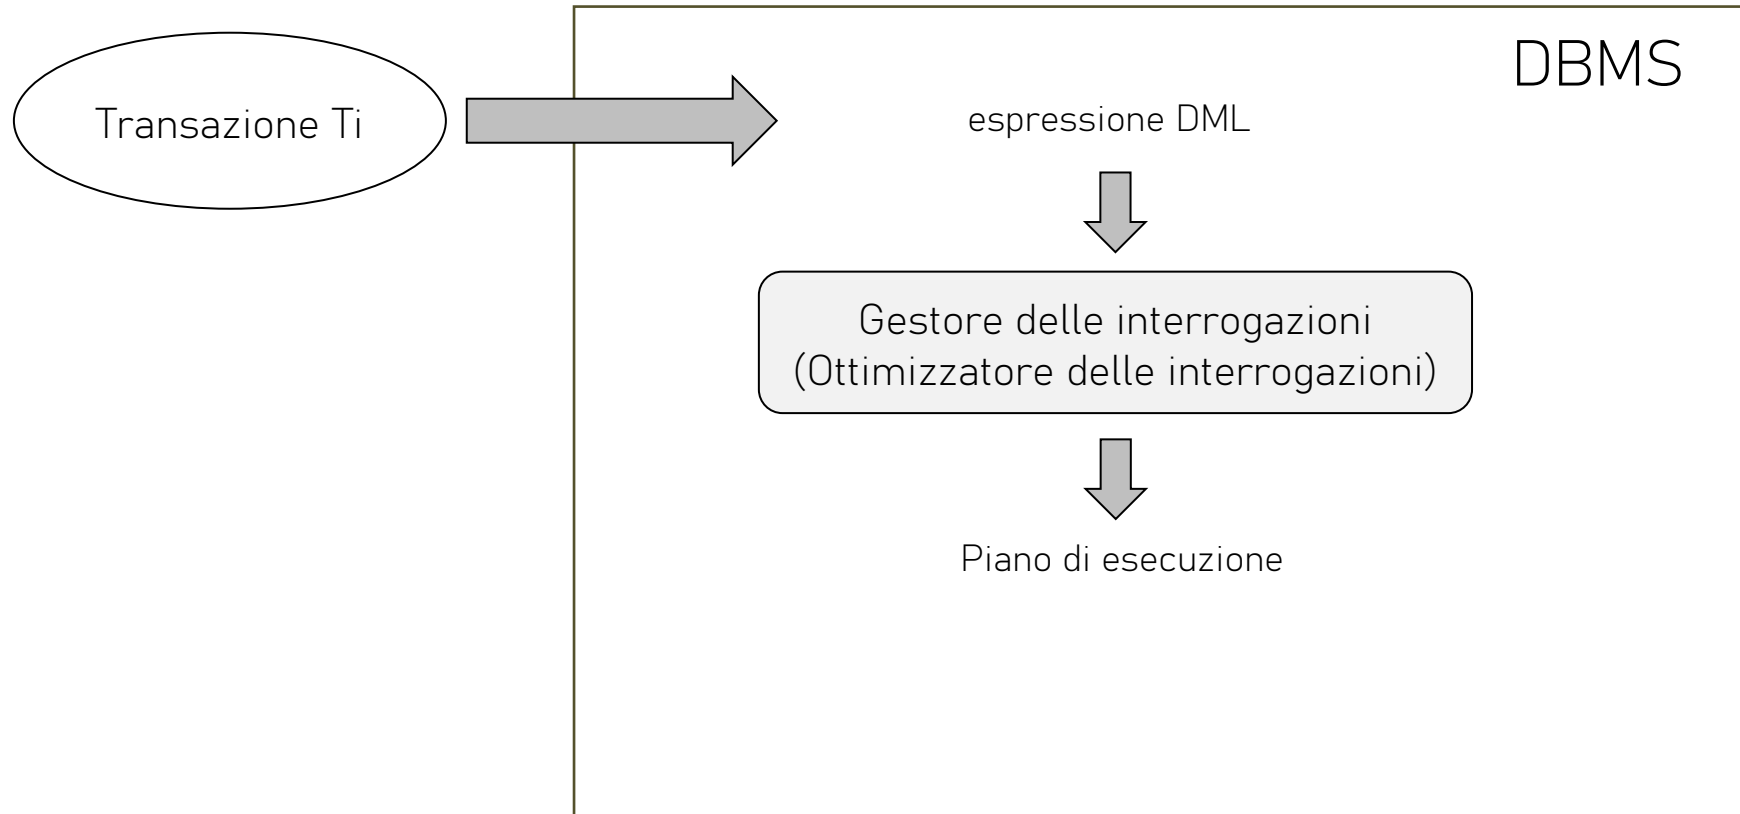 DBMS
Transazione Ti
espressione DML
Gestore delle interrogazioni
(Ottimizzatore delle interrogazioni)
Piano di esecuzione